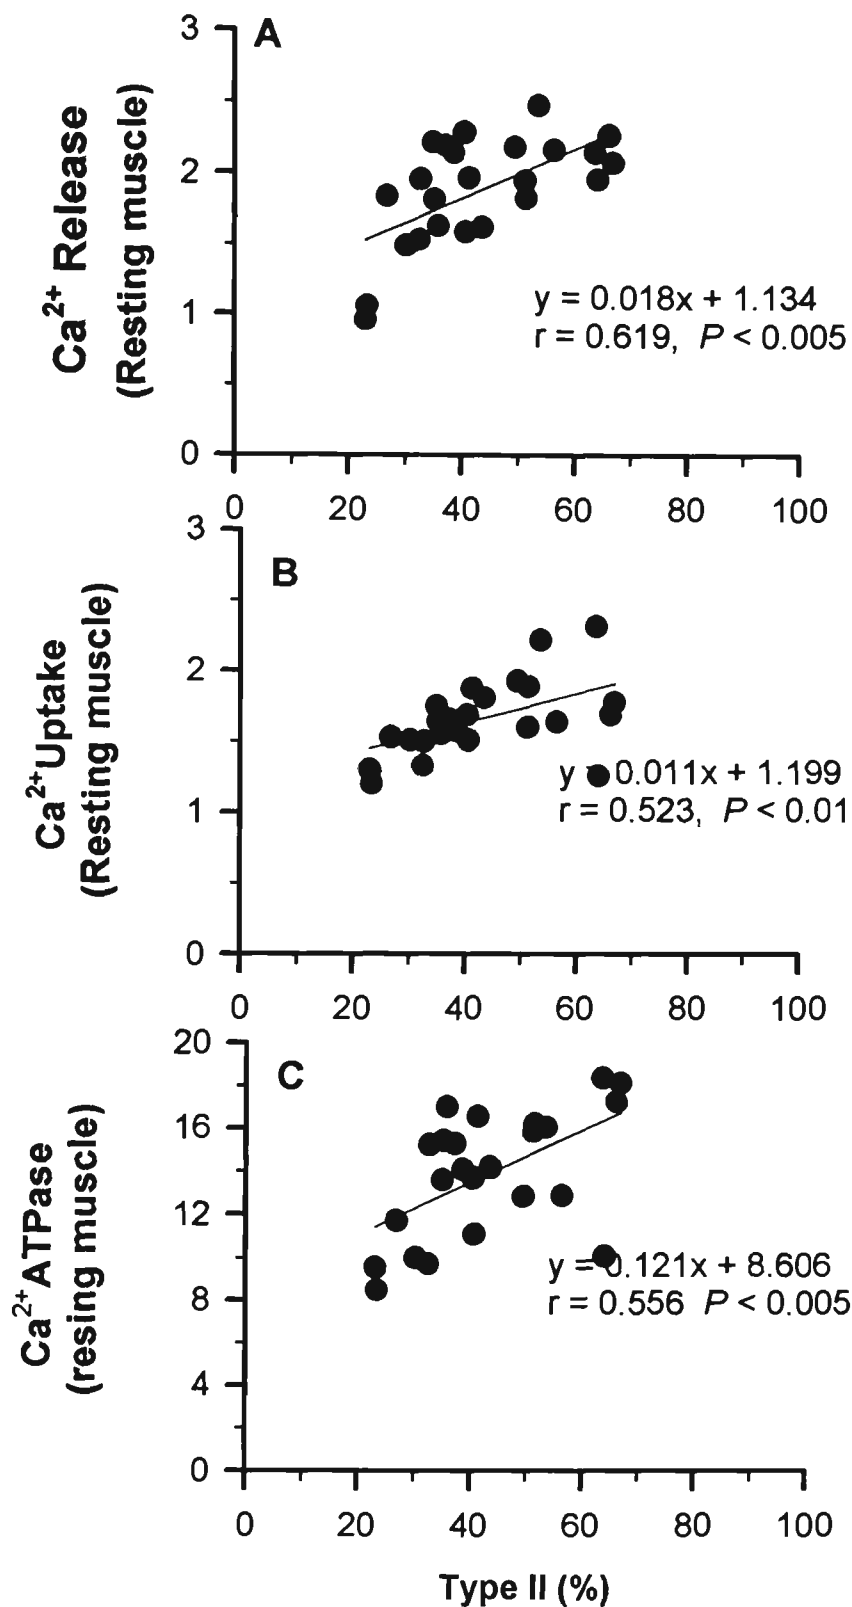 A
Ca2+ Release
(Resting muscle)
3
2
1
0
y = 0.018x + 1.134
r = 0.619, P < 0.005
0 20 40 60 80 100
B
Ca2+Uptake
(Resting muscle)
3
2
1
0
y = 0.011x + 1.199
r = 0.523, P < 0.01
0 20 40 60 80 100
C
Ca2+ATPase
(resing muscle)
20
16
12
8
4
0
y = 0.121x + 8.606
r = 0.556 P < 0.005
0 20 40 60 80 100
Type II (%)